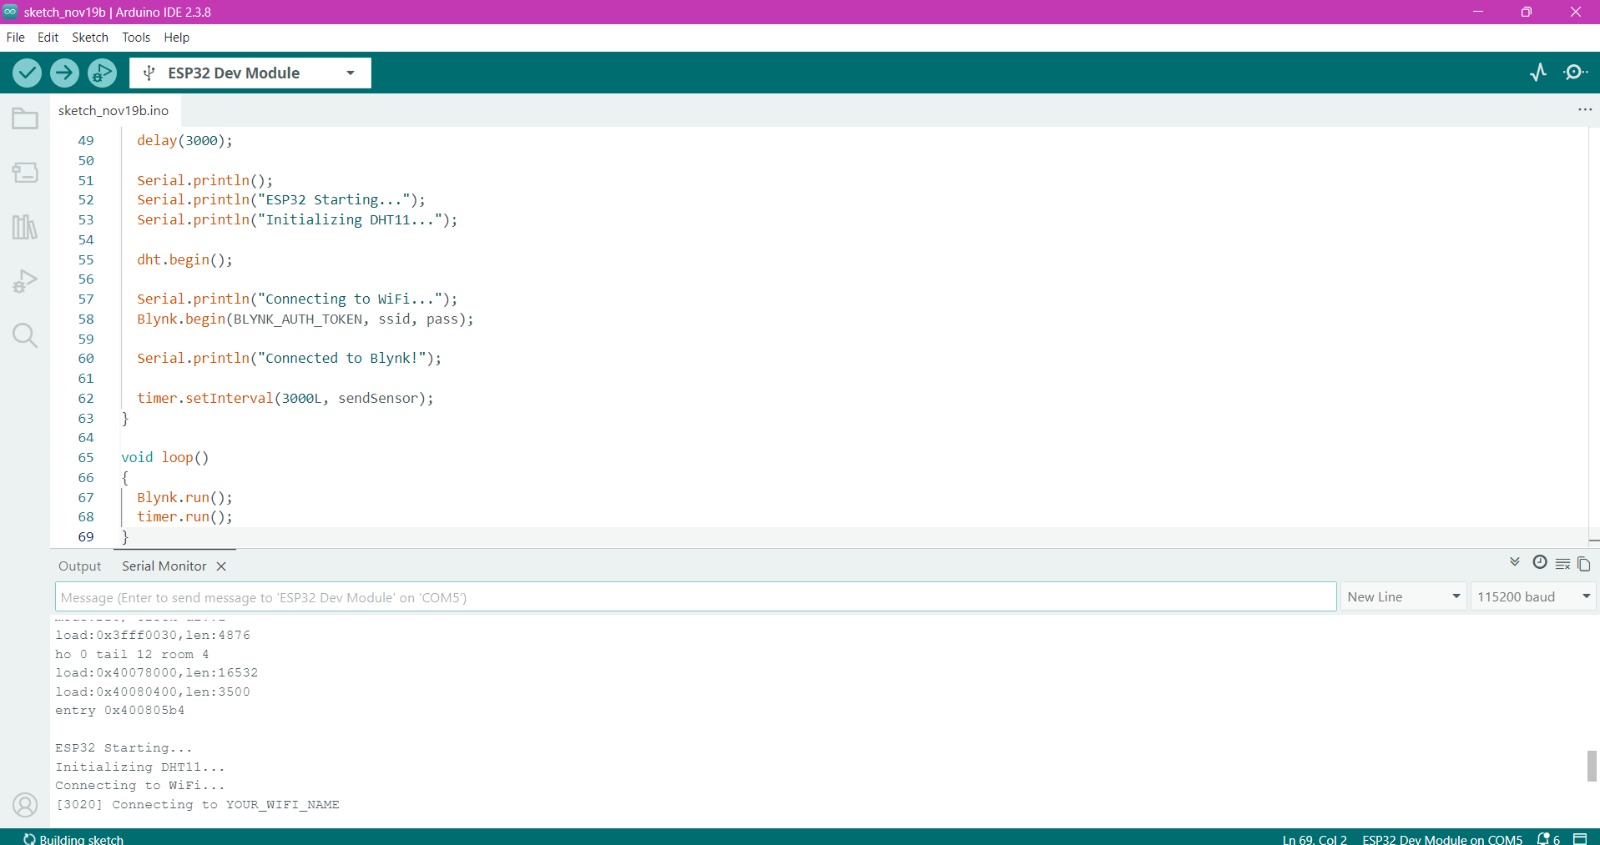 sketch_nov19b | Arduino IDE 2.3.8
File Edit Sketch Tools Help
ESP32 Dev Module
sketch_nov19b.ino
49 delay(3000);
50
51 Serial.println();
52 Serial.println("ESP32 Starting...");
53 Serial.println("Initializing DHT11...");
54
55 dht.begin();
56
57 Serial.println("Connecting to WiFi...");
58 Blynk.begin(BLYNK_AUTH_TOKEN, ssid, pass);
59
60 Serial.println("Connected to Blynk!");
61
62 timer.setInterval(3000L, sendSensor);
63 }
64
65 void loop()
66 {
67 Blynk.run();
68 timer.run();
69 }
Output Serial Monitor
Message (Enter to send message to 'ESP32 Dev Module' on 'COM5') New Line 115200 baud
load:0x3fff0030,len:4876
ho 0 tail 12 room 4
load:0x40078000,len:16532
load:0x40080400,len:3500
entry 0x400805b4
ESP32 Starting...
Initializing DHT11...
Connecting to WiFi...
[3020] Connecting to YOUR_WIFI_NAME
Building sketch Ln 69, Col 2 ESP32 Dev Module on COM5 6